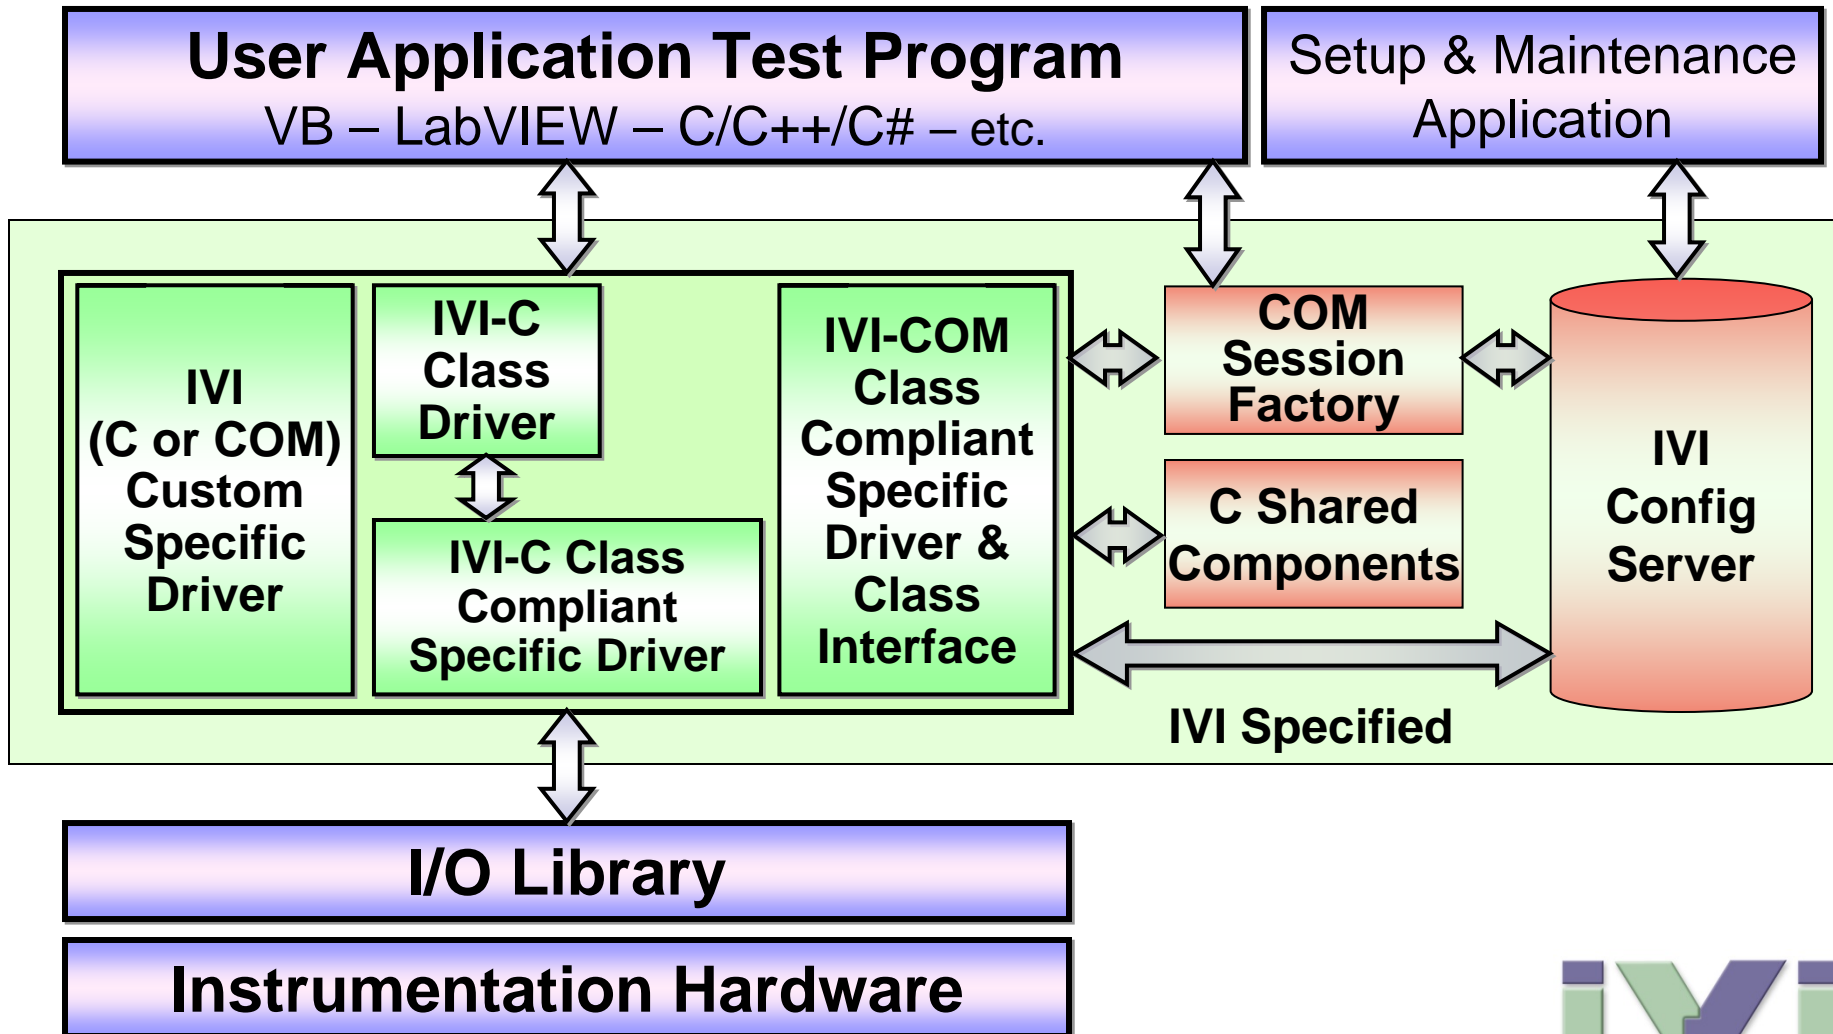 User Application Test Program
VB – LabVIEW – C/C++/C# – etc.
Setup & Maintenance
Application
IVI
(C or COM)
Custom
Specific
Driver
IVI-C
Class
Driver
IVI-C Class
Compliant
Specific Driver
IVI-COM
Class
Compliant
Specific
Driver &
Class
Interface
COM
Session
Factory
C Shared
Components
IVI
Config
Server
IVI Specified
I/O Library
Instrumentation Hardware
iVi